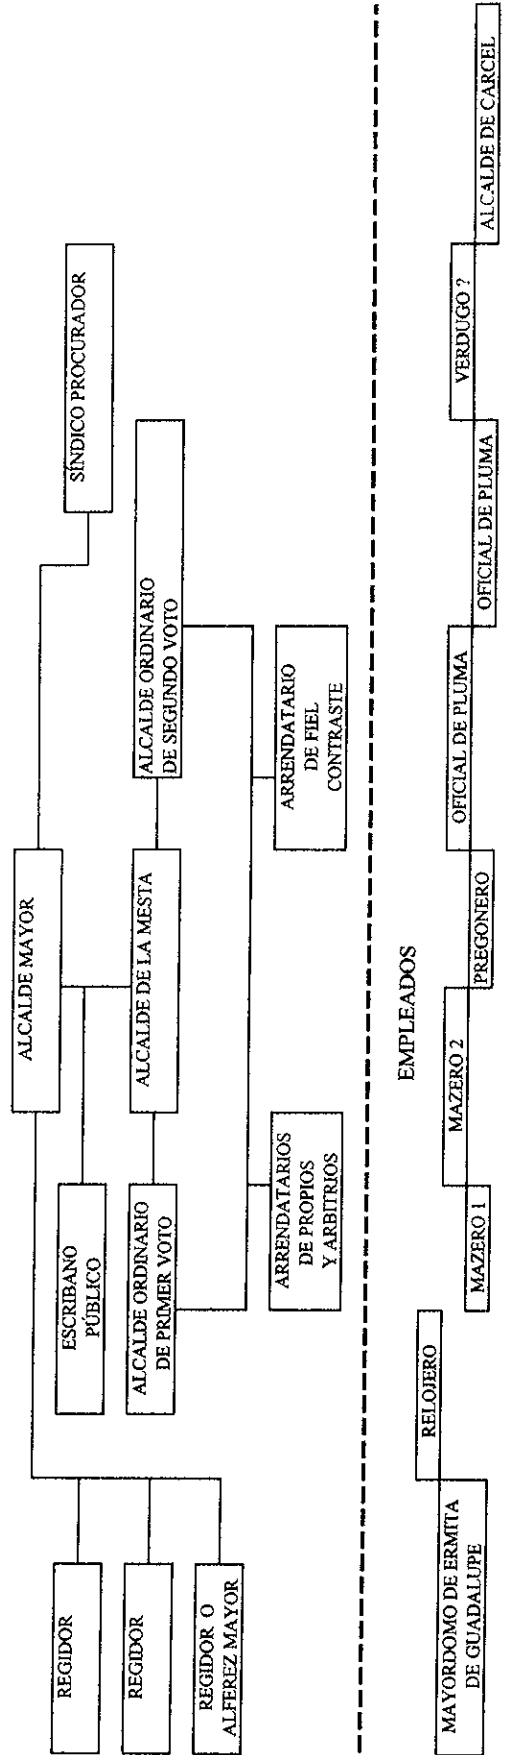 ALCALDE MAYOR
SÍNDICO PROCURADOR
ESCRIBANO
PÚBLICO
REGIDOR
REGIDOR
REGIDOR O
ALFEREZ MAYOR
ALCALDE ORDINARIO
DE PRIMER VOTO
ALCALDE DE LA MESTA
ALCALDE ORDINARIO
DE SEGUNDO VOTO
ARRENDATARIOS
DE PROPIOS
Y ARBITRIOS
ARRENDATARIO
DE FIEL
CONTRASTE
EMPLEADOS
MAYORDOMO DE ERMITA
DE GUADALUPE
RELOJERO
MAZERO 1
MAZERO 2
PREGONERO
OFICIAL DE PLUMA
OFICIAL DE PLUMA
VERDUGO ?
ALCALDE DE CARCEL